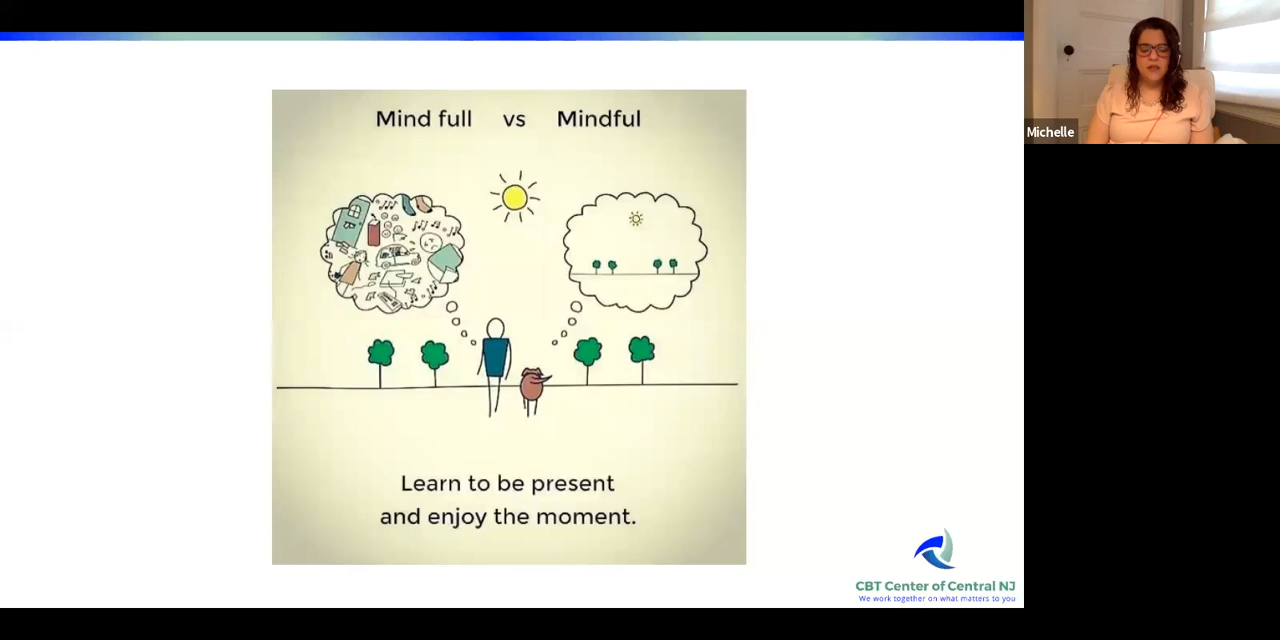 Mind full vs Mindful
Learn to be present
and enjoy the moment.
CBT Center of Central NJ
We work together on what matters to you
Michelle